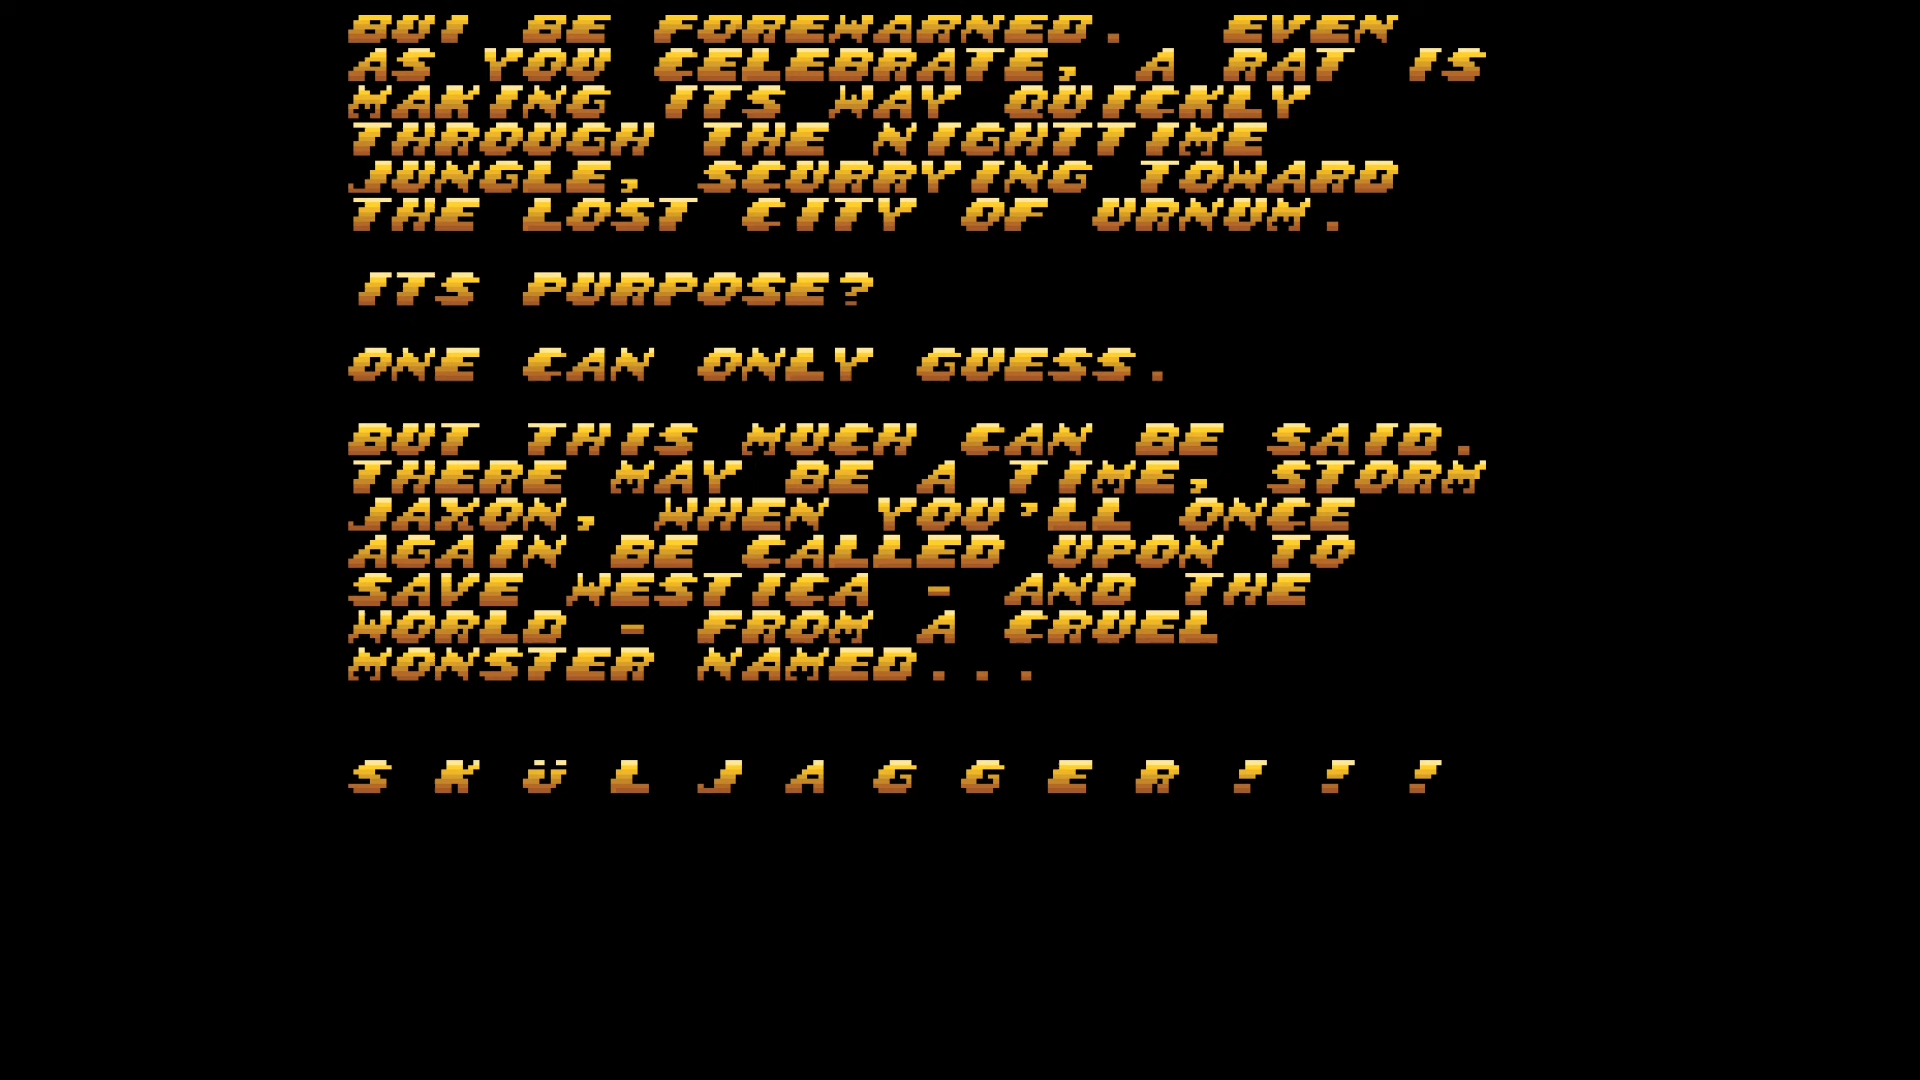 BUT BE FOREWARNED. EVEN
AS YOU CELEBRATE, A RAT IS
MAKING ITS WAY QUICKLY
THROUGH THE NIGHTTIME
JUNGLE, SCURRYING TOWARD
THE LOST CITY OF URNUM.
ITS PURPOSE?
ONE CAN ONLY GUESS.
BUT THIS MUCH CAN BE SAID.
THERE MAY BE A TIME, STORM
JAXON, WHEN YOU'LL ONCE
AGAIN BE CALLED UPON TO
SAVE WESTICA - AND THE
WORLD - FROM A CRUEL
MONSTER NAMED...
S K Ü L J A G G E R ! ! !